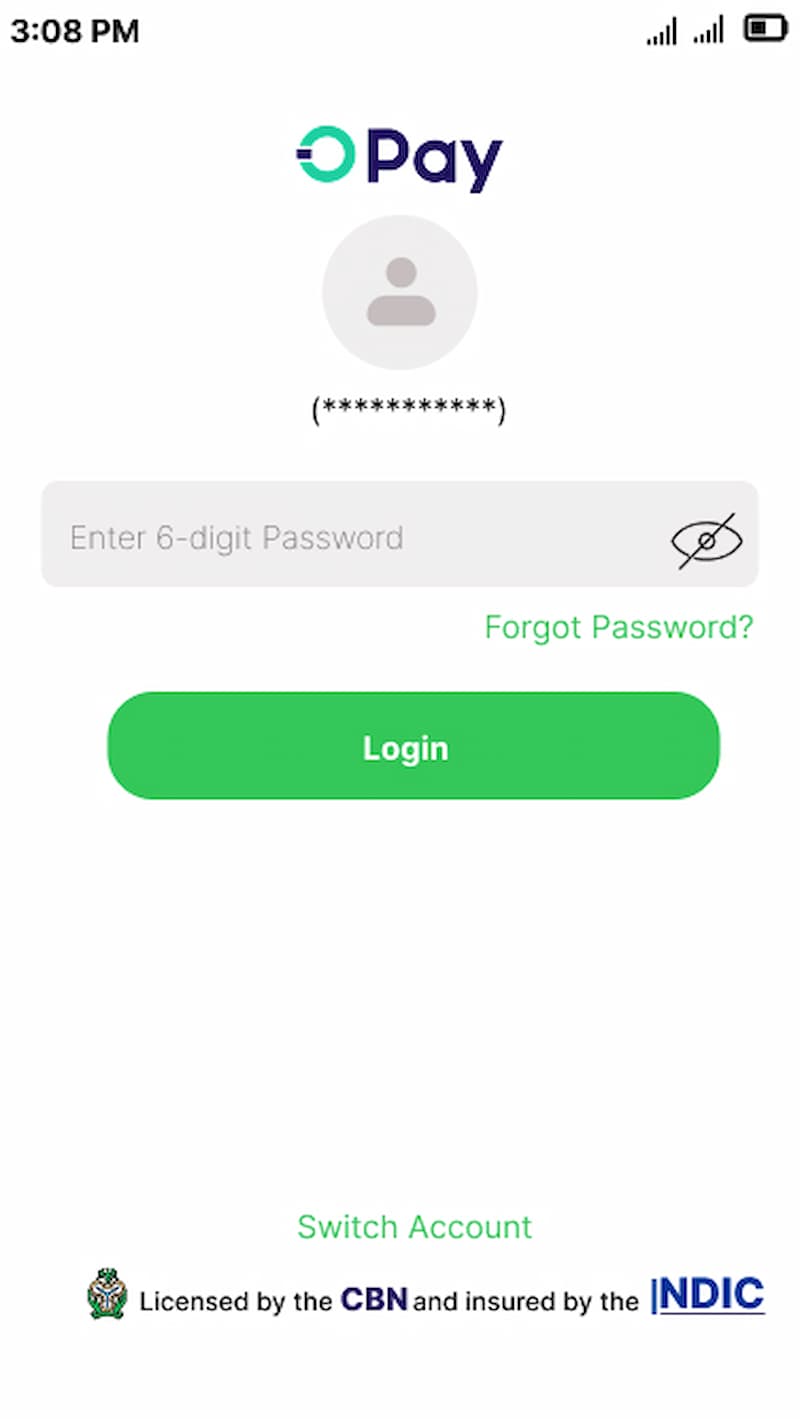 3:08 PM
OPay
(***********)
Enter 6-digit Password
Forgot Password?
Login
Switch Account
Licensed by the CBN and insured by the NDIC